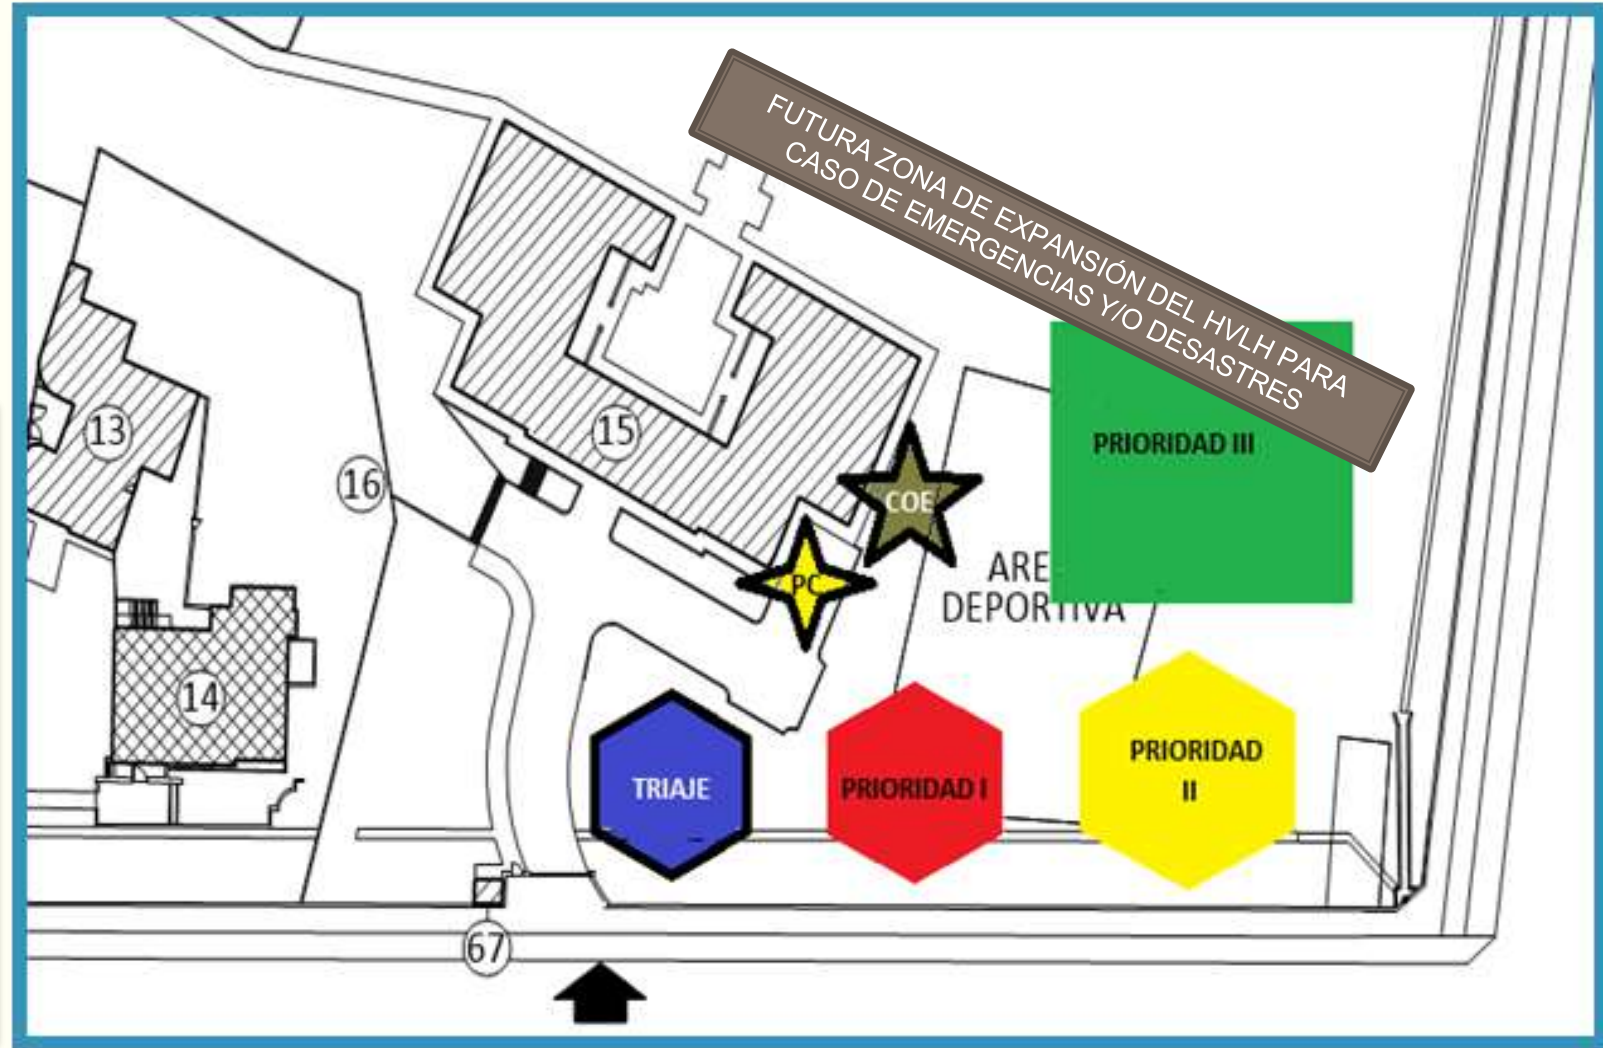 FUTURA ZONA DE EXPANSIÓN DEL HVLH PARA
CASO DE EMERGENCIAS Y/O DESASTRES
13
15
16
PRIORIDAD III
COE
PC
ARE
DEPORTIVA
14
TRIAJE
PRIORIDAD I
PRIORIDAD
II
67